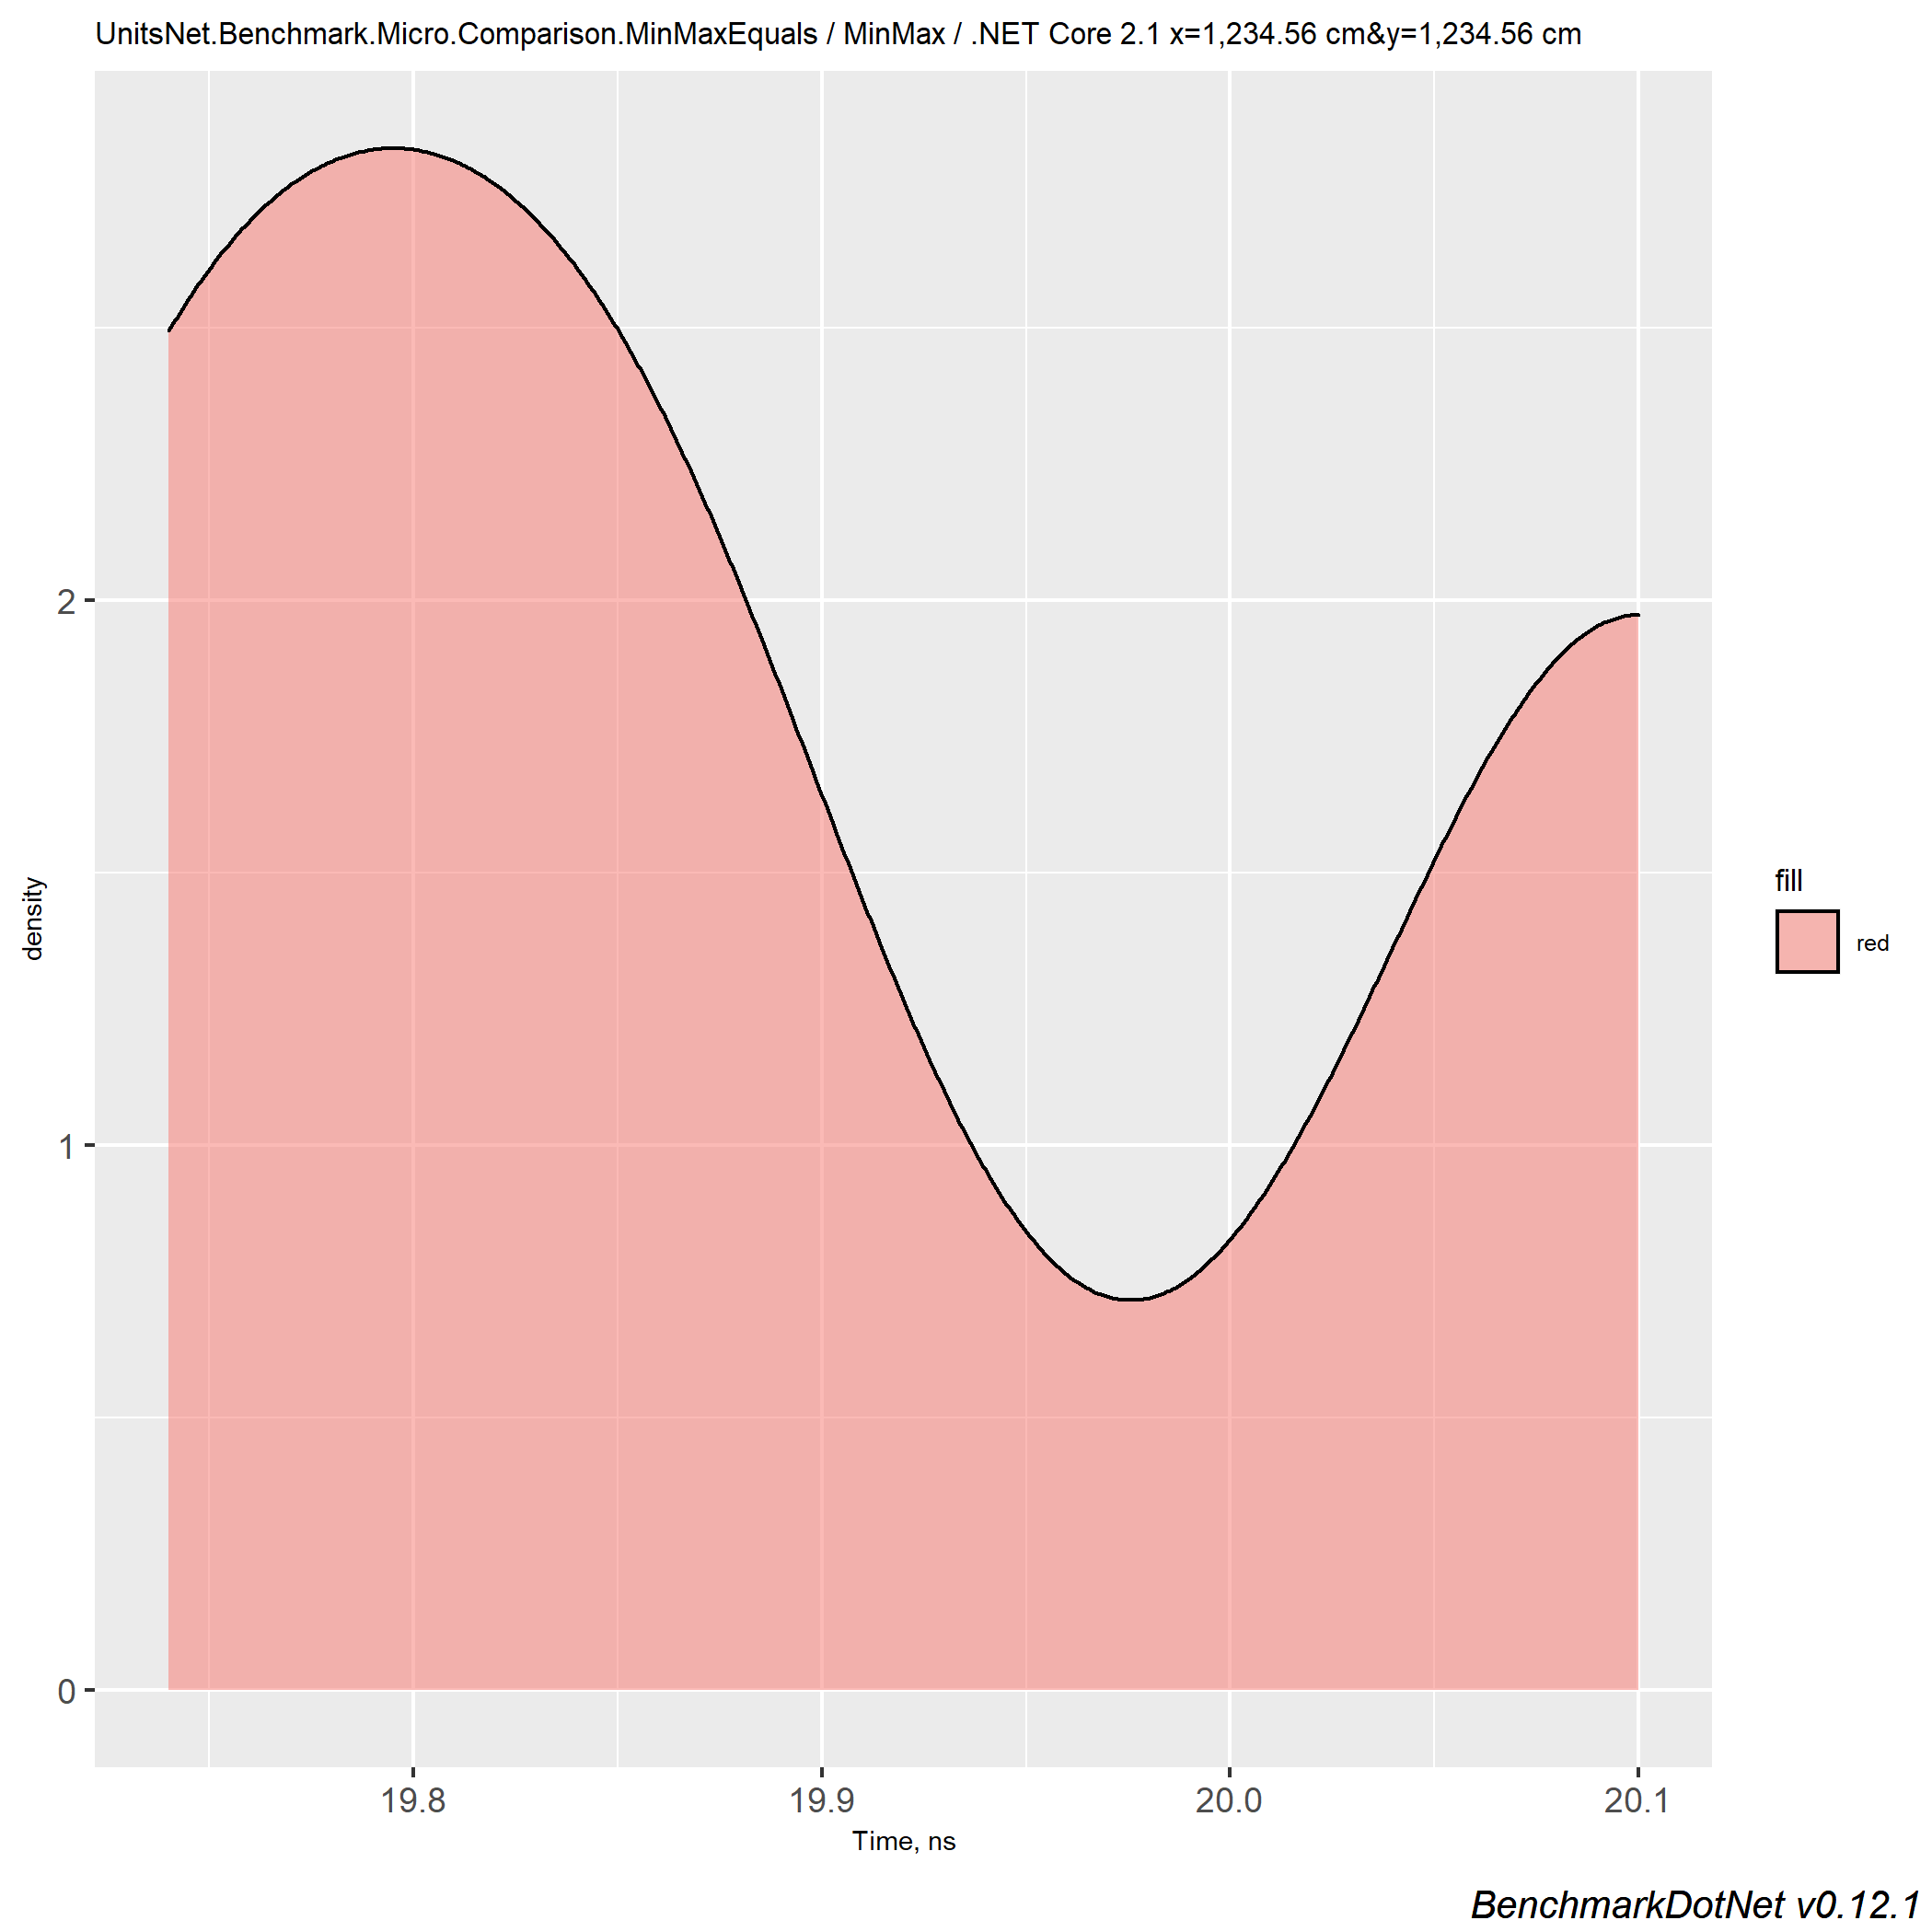 UnitsNet.Benchmark.Micro.Comparison.MinMaxEquals / MinMax / .NET Core 2.1 x=1,234.56 cm&y=1,234.56 cm
density
2
1
0
19.8 19.9 20.0 20.1
Time, ns
fill
red
BenchmarkDotNet v0.12.1